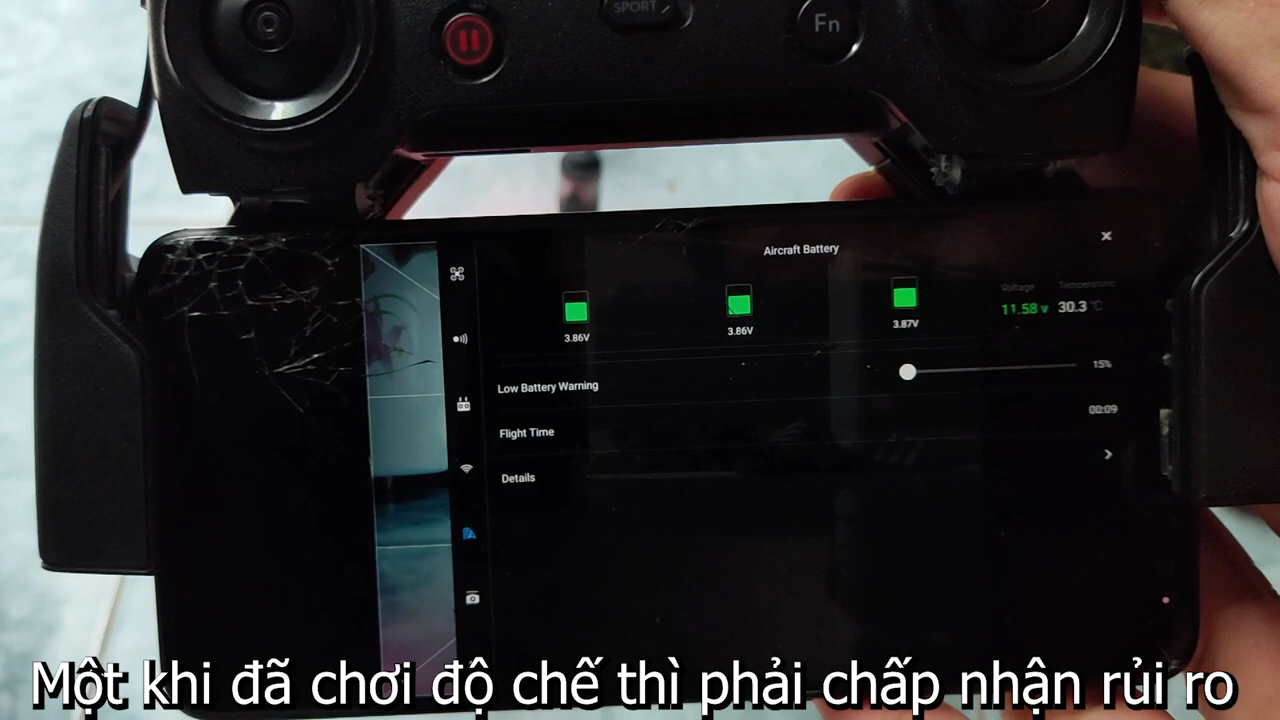 SPORT
Fn
Aircraft Battery
Voltage Temperature
11.58 v 30.3 °C
3.86V 3.86V 3.87V
Low Battery Warning 15%
Flight Time 00:09
Details
Một khi đã chơi độ chế thì phải chấp nhận rủi ro